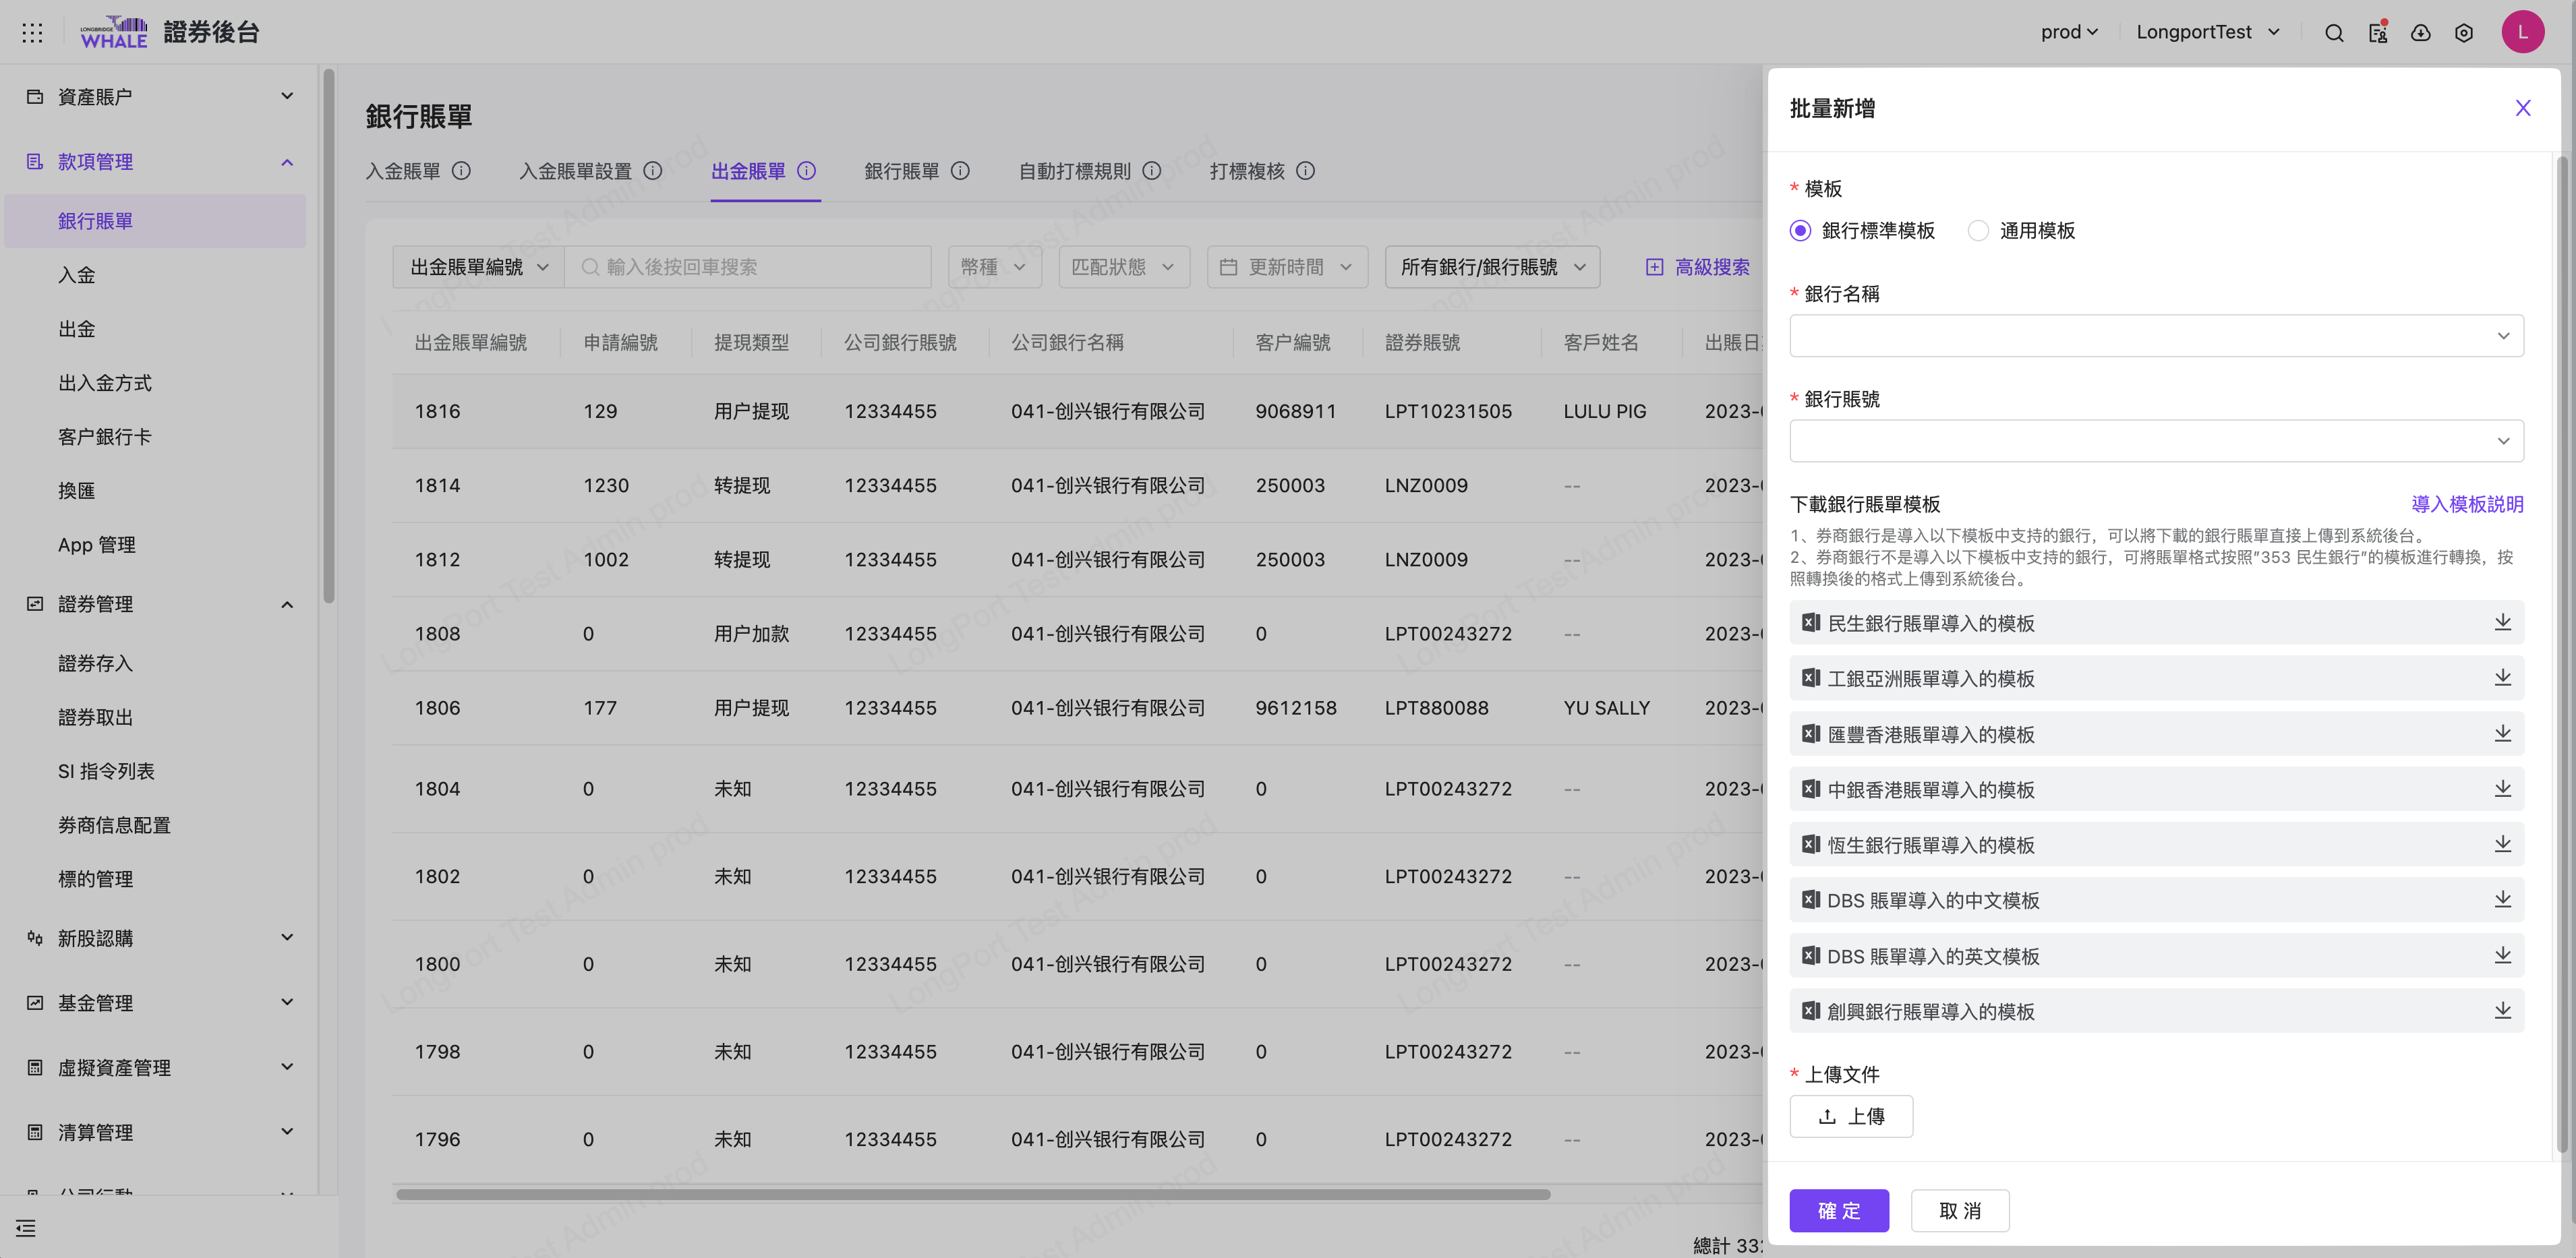 LONGBRIDGE
WHALE
證券後台
prod
LongportTest
L
資產賬户
款項管理
銀行賬單
入金
出金
出入金方式
客户銀行卡
換匯
App 管理
證券管理
證券存入
證券取出
SI 指令列表
券商信息配置
標的管理
新股認購
基金管理
虛擬資產管理
清算管理
公司行動
銀行賬單
入金賬單 入金賬單設置 出金賬單 銀行賬單 自動打標規則 打標複核
出金賬單編號 輸入後按回車搜索 幣種 匹配狀態 更新時間 所有銀行/銀行賬號 高級搜索
出金賬單編號 申請編號 提現類型 公司銀行賬號 公司銀行名稱 客户編號 證券賬號 客戶姓名 出賬日
1816 129 用户提现 12334455 041-创兴银行有限公司 9068911 LPT10231505 LULU PIG 2023-
1814 1230 转提现 12334455 041-创兴银行有限公司 250003 LNZ0009 -- 2023-
1812 1002 转提现 12334455 041-创兴银行有限公司 250003 LNZ0009 -- 2023-
1808 0 用户加款 12334455 041-创兴银行有限公司 0 LPT00243272 -- 2023-
1806 177 用户提现 12334455 041-创兴银行有限公司 9612158 LPT880088 YU SALLY 2023-
1804 0 未知 12334455 041-创兴银行有限公司 0 LPT00243272 -- 2023-
1802 0 未知 12334455 041-创兴银行有限公司 0 LPT00243272 -- 2023-
1800 0 未知 12334455 041-创兴银行有限公司 0 LPT00243272 -- 2023-
1798 0 未知 12334455 041-创兴银行有限公司 0 LPT00243272 -- 2023-
1796 0 未知 12334455 041-创兴银行有限公司 0 LPT00243272 -- 2023-
總計 33
LongPort Test Admin prod
批量新增
* 模板
銀行標準模板 通用模板
* 銀行名稱
* 銀行賬號
下載銀行賬單模板 導入模板説明
1、券商銀行是導入以下模板中支持的銀行，可以將下載的銀行賬單直接上傳到系統後台。
2、券商銀行不是導入以下模板中支持的銀行，可將賬單格式按照”353 民生銀行”的模板進行轉換，按
照轉換後的格式上傳到系統後台。
民生銀行賬單導入的模板
工銀亞洲賬單導入的模板
匯豐香港賬單導入的模板
中銀香港賬單導入的模板
恆生銀行賬單導入的模板
DBS 賬單導入的中文模板
DBS 賬單導入的英文模板
創興銀行賬單導入的模板
* 上傳文件
上傳
確 定 取 消